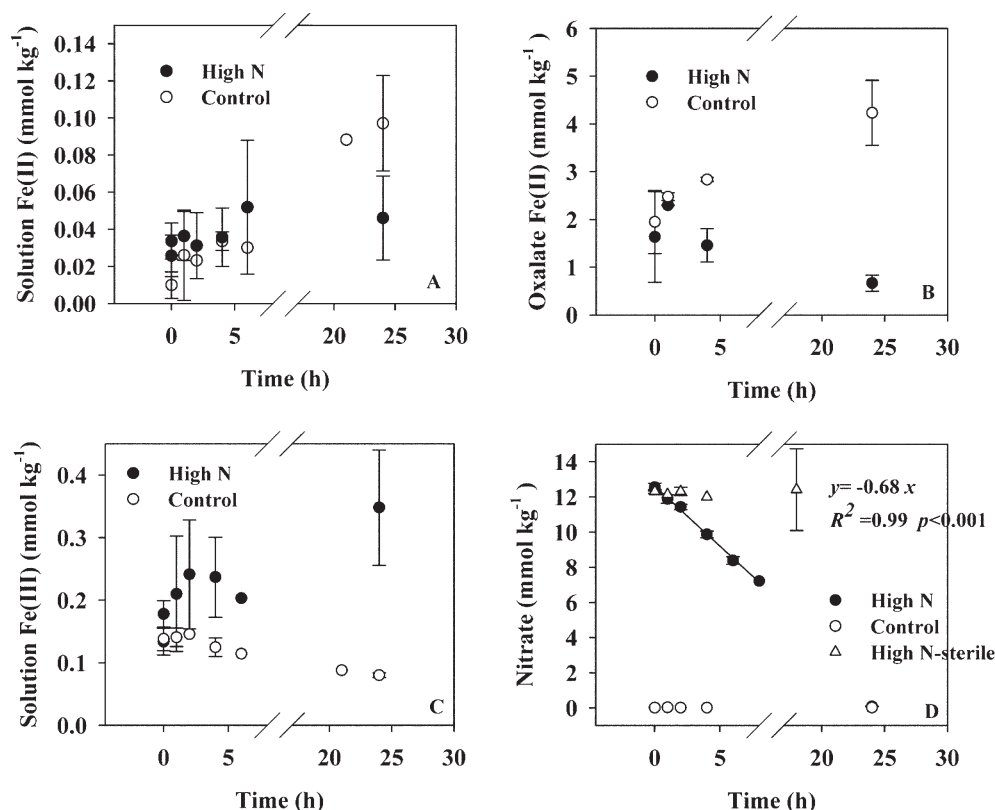 Solution Fe(II) (mmol kg-1)
0.14
0.12
0.10
0.08
0.06
0.04
0.02
0.00
High N
Control
A
0 5 20 25 30
Time (h)
Oxalate Fe(II) (mmol kg-1)
6
5
4
3
2
1
0
High N
Control
B
0 5 20 25 30
Time (h)
Solution Fe(III) (mmol kg-1)
0.4
0.3
0.2
0.1
0.0
High N
Control
C
0 5 20 25 30
Time (h)
Nitrate (mmol kg-1)
14
12
10
8
6
4
2
0
y= -0.68 x
R2 =0.99 p<0.001
High N
Control
High N-sterile
D
0 5 20 25 30
Time (h)